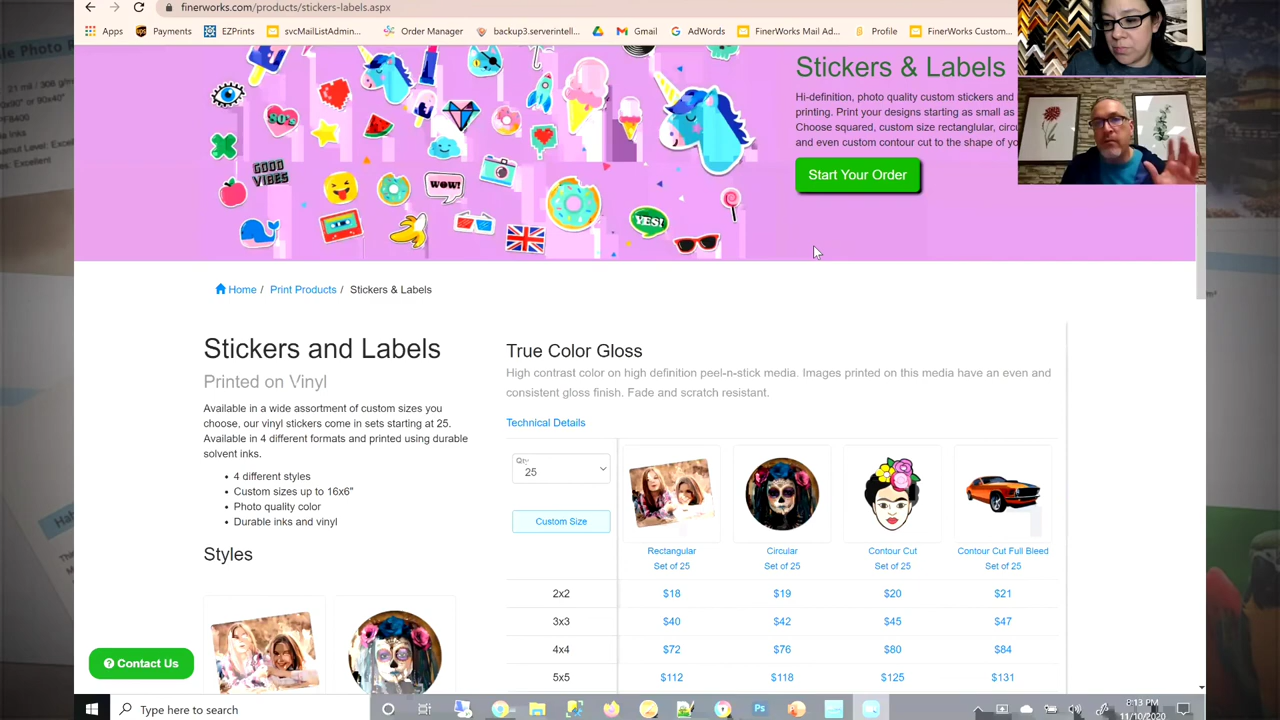 finerworks.com/products/stickers-labels.aspx
Apps
Payments
EZPrints
svcMailListAdmin...
Order Manager
backup3.serverintell...
Gmail
AdWords
FinerWorks Mail Ad...
Profile
FinerWorks Custom...
Stickers & Labels
Hi-definition, photo quality custom stickers and
printing. Print your designs starting as small as
Choose squared, custom size rectangular, circu
and even custom contour cut to the shape of yo
Start Your Order
GOOD
VIBES
WOW!
YES!
Home / Print Products / Stickers & Labels
Stickers and Labels
Printed on Vinyl
Available in a wide assortment of custom sizes you
choose, our vinyl stickers come in sets starting at 25.
Available in 4 different formats and printed using durable
solvent inks.
4 different styles
Custom sizes up to 16x6"
Photo quality color
Durable inks and vinyl
Styles
True Color Gloss
High contrast color on high definition peel-n-stick media. Images printed on this media have an even and
consistent gloss finish. Fade and scratch resistant.
Technical Details
Qty
25
Custom Size
Rectangular Circular Contour Cut Contour Cut Full Bleed
Set of 25 Set of 25 Set of 25 Set of 25
2x2 $18 $19 $20 $21
3x3 $40 $42 $45 $47
4x4 $72 $76 $80 $84
5x5 $112 $118 $125 $131
Contact Us
Type here to search
8:13 PM
11/10/2020